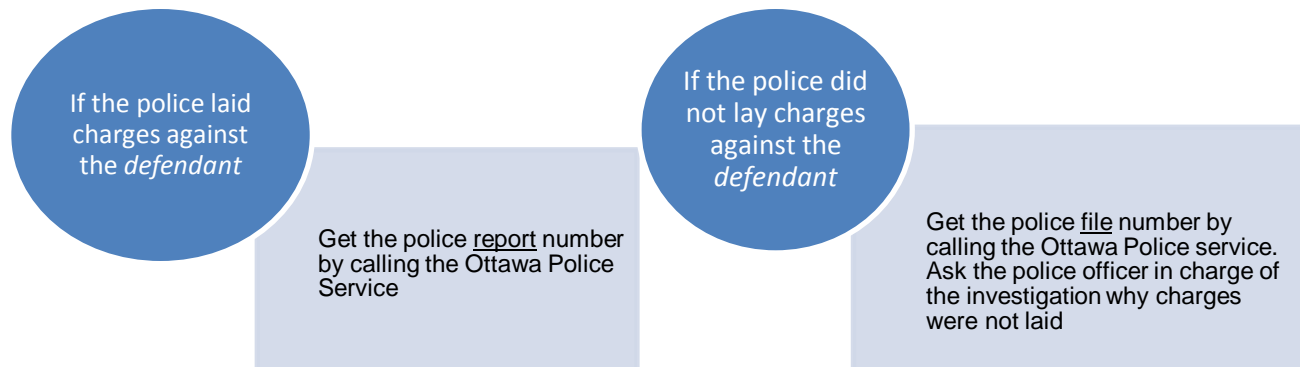 If the police laid
charges against
the defendant
Get the police report number
by calling the Ottawa Police
Service
If the police did
not lay charges
against the
defendant
Get the police file number by
calling the Ottawa Police service.
Ask the police officer in charge of
the investigation why charges
were not laid